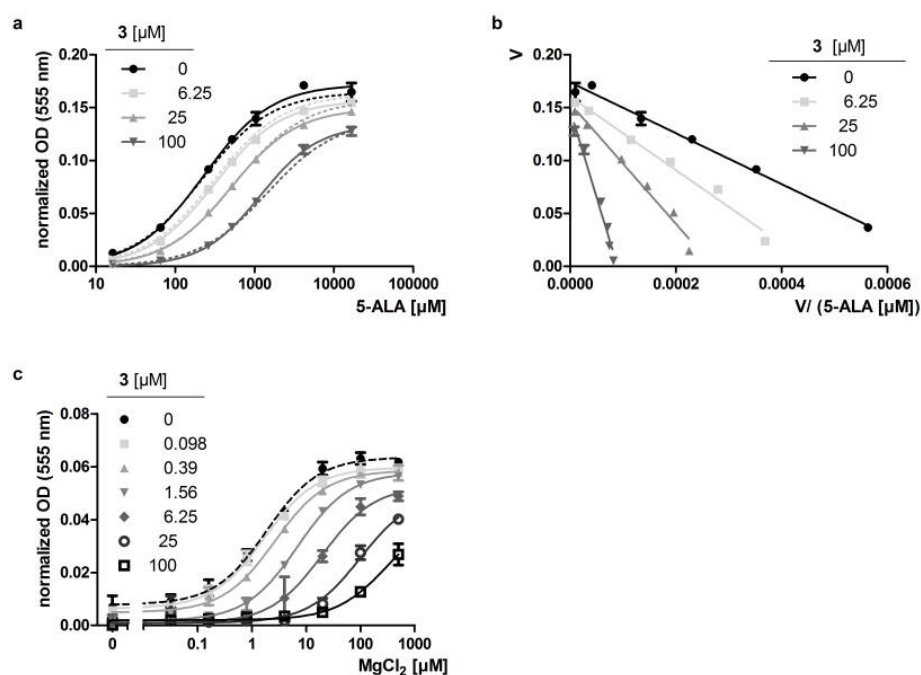 a
3 [µM]
0
6.25
25
100
normalized OD (555 nm)
0.20
0.15
0.10
0.05
0.00
10 100 1000 10000 100000
5-ALA [µM]
b
V
3 [µM]
0
6.25
25
100
0.20
0.15
0.10
0.05
0.00
0.0000 0.0002 0.0004 0.0006
V/ (5-ALA [µM])
c
3 [µM]
0
0.098
0.39
1.56
6.25
25
100
normalized OD (555 nm)
0.08
0.06
0.04
0.02
0.00
0 0.1 1 10 100 1000
MgCl₂ [µM]